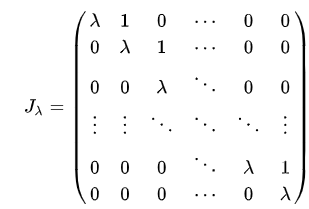 λ 1 0 ⋯ 0 0
0 λ 1 ⋯ 0 0
0 0 λ ⋱ 0 0
J_λ = ⋮ ⋮ ⋱ ⋱ ⋱ ⋮
0 0 0 ⋱ λ 1
0 0 0 ⋯ 0 λ